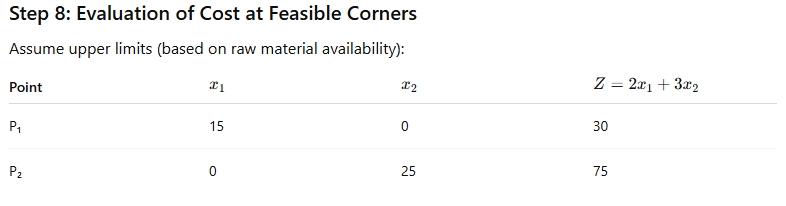 Step 8: Evaluation of Cost at Feasible Corners
Assume upper limits (based on raw material availability):
Point x₁ x₂ Z = 2x₁ + 3x₂
P₁ 15 0 30
P₂ 0 25 75